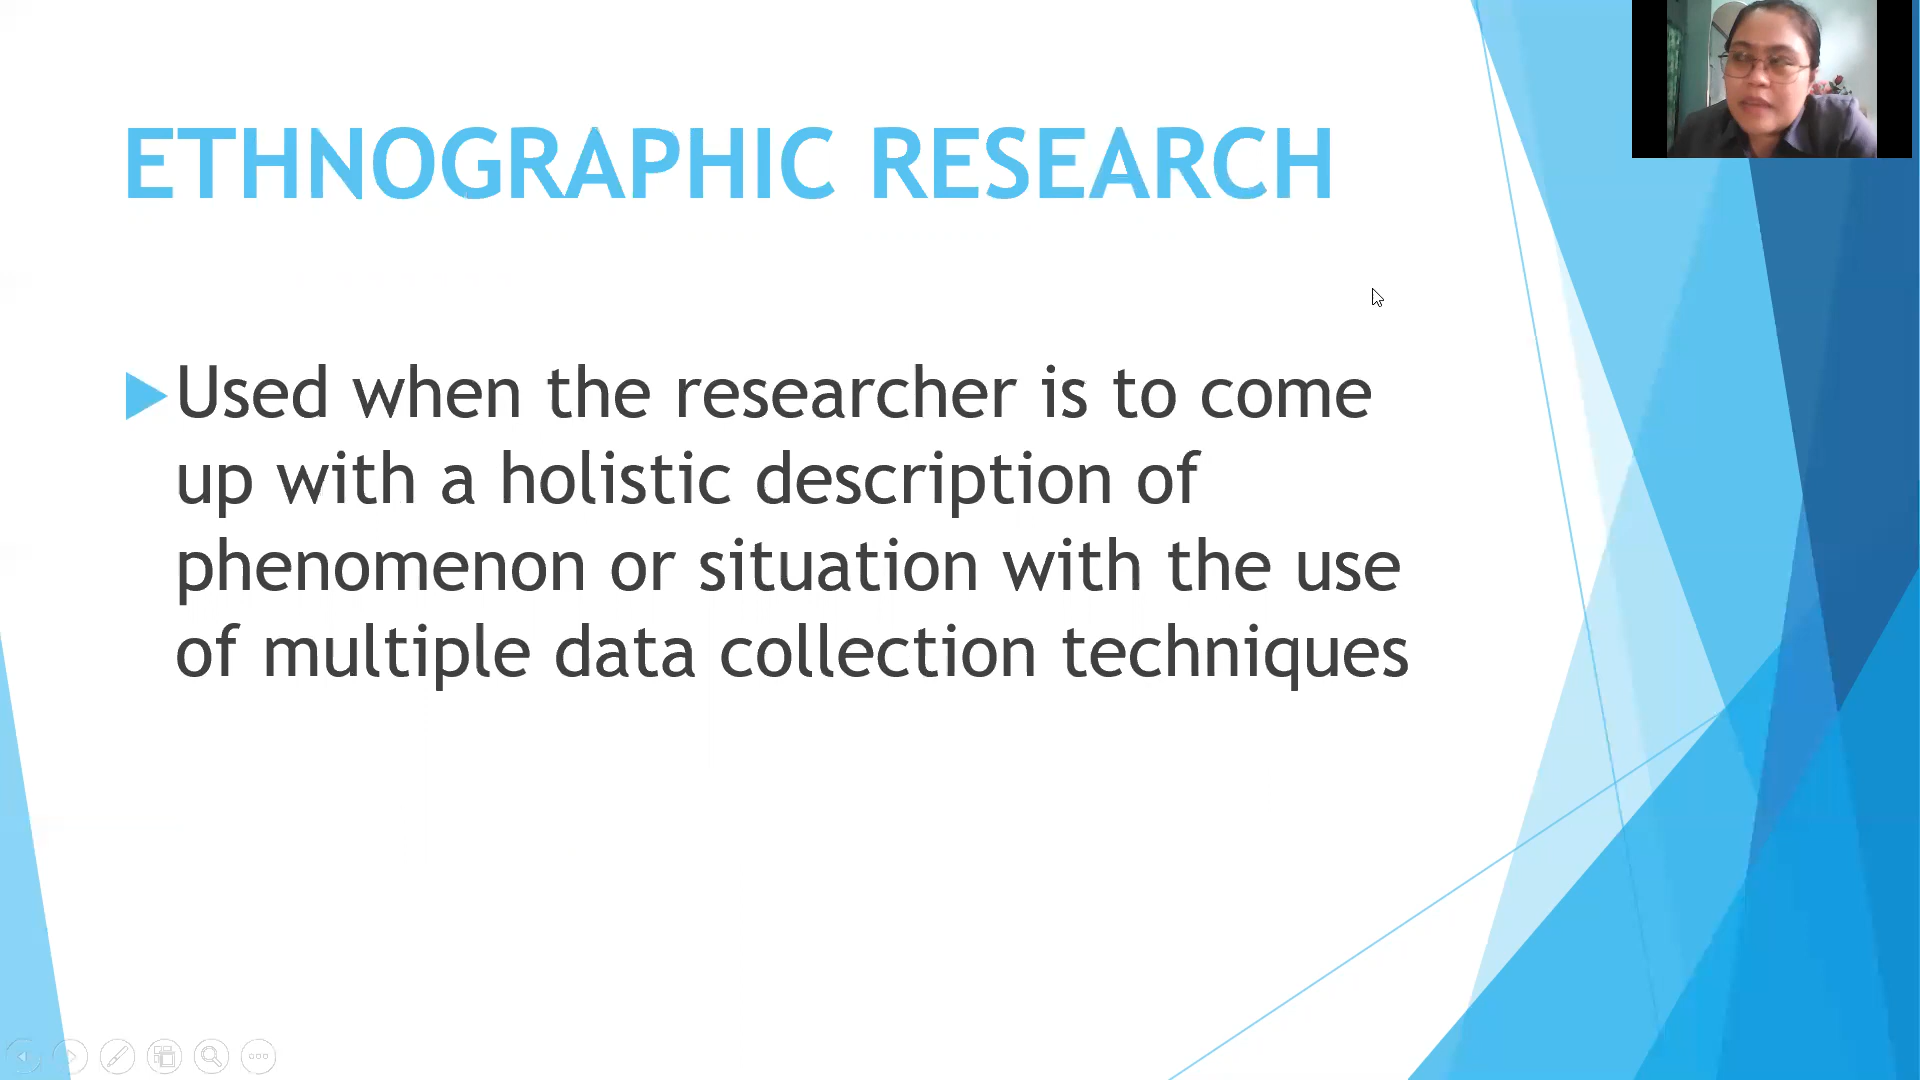 ETHNOGRAPHIC RESEARCH
Used when the researcher is to come
up with a holistic description of
phenomenon or situation with the use
of multiple data collection techniques